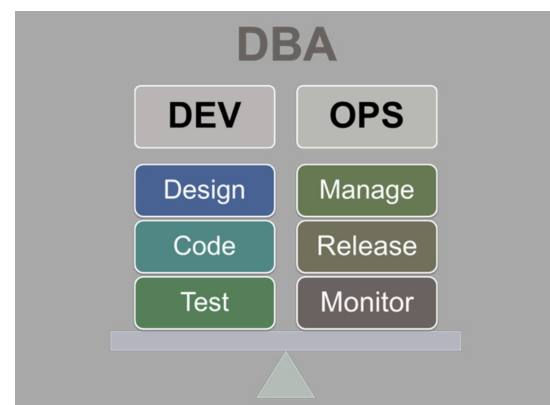 DBA
DEV OPS
Design Manage
Code Release
Test Monitor